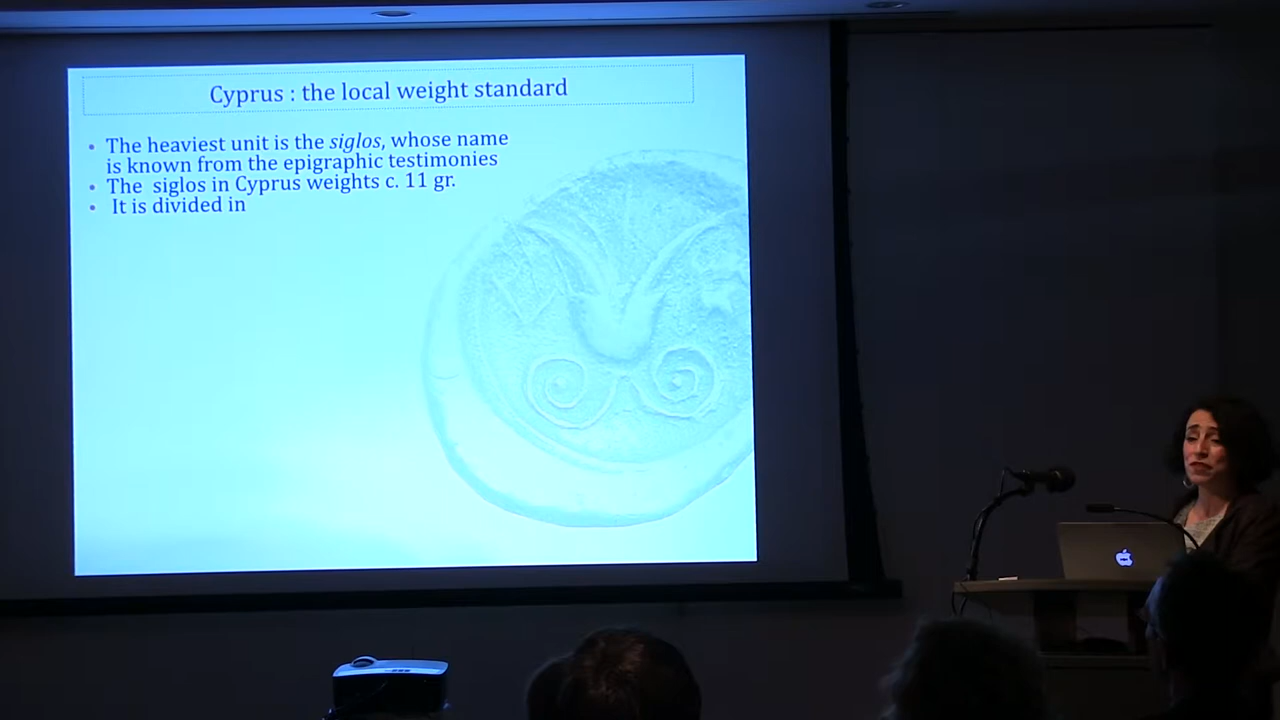 Cyprus : the local weight standard
• The heaviest unit is the siglos, whose name
is known from the epigraphic testimonies
• The siglos in Cyprus weights c. 11 gr.
• It is divided in